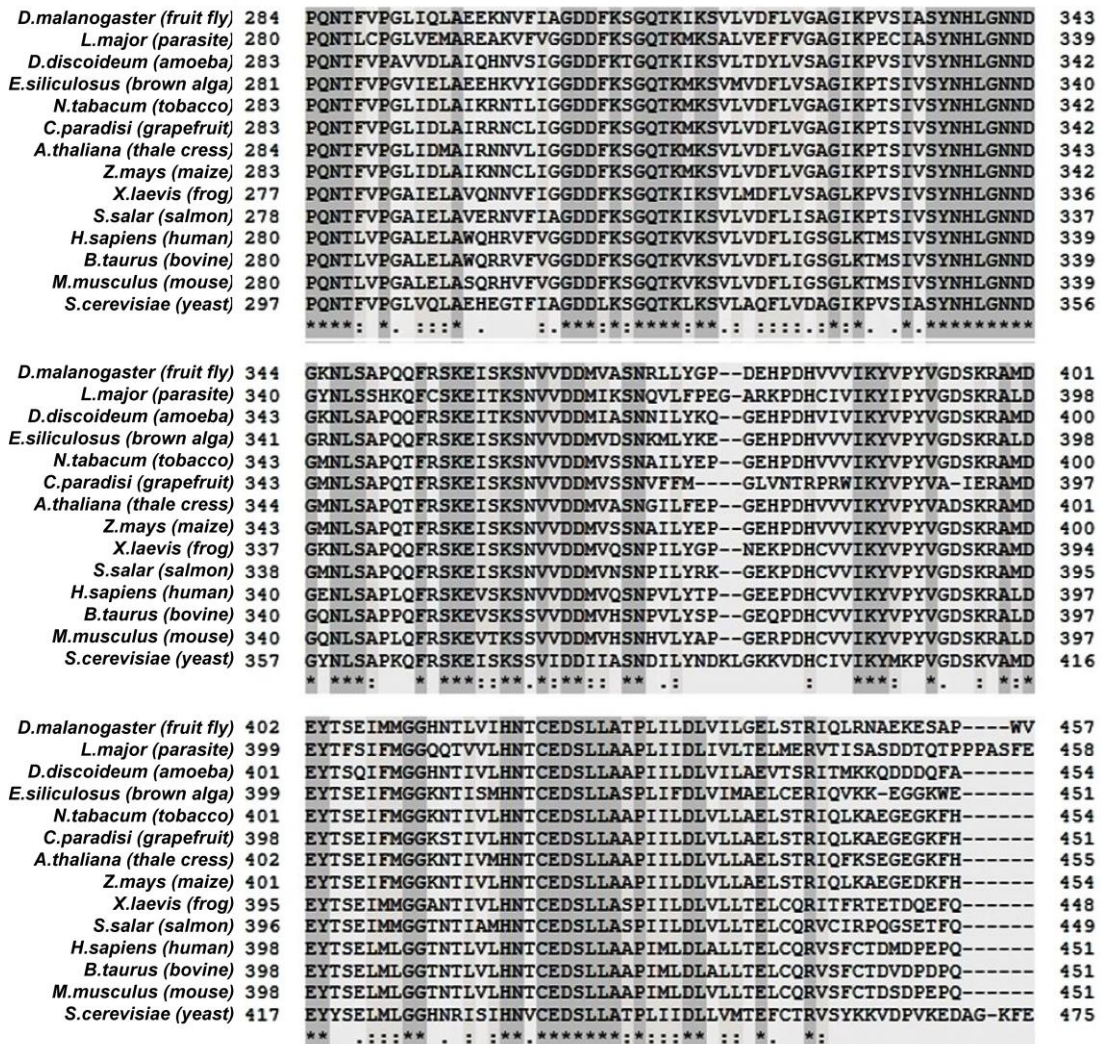 D.malanogaster (fruit fly) 284 PQNTFVPGLIQLAEEKNVFIAGDDFKSGQTKIKSVLVDFLVGAGIKPVSIASYNHLGNND 343
L.major (parasite) 280 PQNTLCPGLVEMAREAKVFVGGDDFKSGQTKMKSALVEFFVGAGIKPECIASYNHLGNND 339
D.discoideum (amoeba) 283 PQNTFVPAVVDLAIQHNVSIGGDDFKTGQTKIKSVLTDYLVSAGIKPVSIVSYNHLGNND 342
E.siliculosus (brown alga) 281 PQNTFVPGVIELAEEHKVYIGGDDFKSGQTKMKSVMVDFLVGAGIKPTSIVSYNHLGNND 340
N.tabacum (tobacco) 283 PQNTFVPGLIDLAIKRNTLIGGDDFKSGQTKMKSVLVDFLVGAGIKPTSIVSYNHLGNND 342
C.paradisi (grapefruit) 283 PQNTFVPGLIDLAIRRNCLIGGDDFKSGQTKMKSVLVDFLVGAGIKPTSIVSYNHLGNND 342
A.thaliana (thale cress) 284 PQNTFVPGLIDMAIRNNVLIGGDDFKSGQTKMKSVLVDFLVGAGIKPTSIVSYNHLGNND 343
Z.mays (maize) 283 PQNTFVPGLIDLAIKNNCLIGGDDFKSGQTKMKSVLVDFLVGAGIKPTSIVSYNHLGNND 342
X.laevis (frog) 277 PQNTFVPGAIELAVQNNVFIGGDDFKSGQTKIKSVLMDFLVSAGLKPVSIVSYNHLGNND 336
S.salar (salmon) 278 PQNTFVPGAIELAVERNVFIAGDDFKSGQTKIKSVLVDFLISAGIKPTSIVSYNHLGNND 337
H.sapiens (human) 280 PQNTLVPGALELAWQHRVFVGGDDFKSGQTKVKSVLVDFLIGSGLKTMSIVSYNHLGNND 339
B.taurus (bovine) 280 PQNTLVPGALELAWQRRVFVGGDDFKSGQTKVKSVLVDFLIGSGLKTMSIVSYNHLGNND 339
M.musculus (mouse) 280 PQNTLVPGALELASQRHVFVGGDDFKSGQTKVKSVLVDFLIGSGLKTMSIVSYNHLGNND 339
S.cerevisiae (yeast) 297 PQNTFVPGLVQLAEHEGTFIAGDDLKSGQTKLKSVLAQFLVDAGIKPVSIASYNHLGNND 356
****: *. :::*  .   :.***:*:****:**.: :::: .:*:*. .*.***********
D.malanogaster (fruit fly) 344 GKNLSAPQQFRSKEISKSNVVDDMVASNRLLYGP--DEHPDHVVVIKYVPYVGDSKRAMD 401
L.major (parasite) 340 GYNLSSHKQFCSKEITKSNVVDDMIKSNQVLFPEG-ARKPDHCIVIKYIPYVGDSKRALD 398
D.discoideum (amoeba) 343 GKNLSAPQQFRSKEISKSNVVDDMIASNNILYKQ--GEHPDHVIVIKYVPYVGDSKRAMD 400
E.siliculosus (brown alga) 341 GRNLSAPQQFRSKEISKSNVVDDMVDSNKMLYKE--GEHPDHVVVIKYVPYVGDSKRALD 398
N.tabacum (tobacco) 343 GMNLSAPQTFRSKEISKSNVVDDMVSSNAILYEP--GEHPDHVVVIKYVPYVGDSKRAMD 400
C.paradisi (grapefruit) 343 GMNLSAPQTFRSKEISKSNVVDDMVSSNVFFM----GLVNTRPRWIKYVPYVA-IERAMD 397
A.thaliana (thale cress) 344 GMNLSAPQTFRSKEISKSNVVDDMVASNGILFEP--GEHPDHVVVIKYVPYVADSKRAMD 401
Z.mays (maize) 343 GMNLSAPQTFRSKEISKSNVVDDMVSSNAILYEP--GEHPDHVVVIKYVPYVGDSKRAMD 400
X.laevis (frog) 337 GKNLSAPQQFRSKEISKSNVVDDMVQSNPILYGP--NEKPDHCVVIKYVPYVGDSKRAMD 394
S.salar (salmon) 338 GMNLSAPQQFRSKEISKSNVVDDMVNSNPILYRK--GEKPDHCVVIKYVPYVGDSKRAMD 395
H.sapiens (human) 340 GENLSAPLQFRSKEVSKSNVVDDMVQSNPVLYTP--GEEPDHCVVIKYVPYVGDSKRALD 397
B.taurus (bovine) 340 GQNLSAPPQFRSKEVSKSNVVDDMVHSNPVLYSP--GEQPDHCVVIKYVPYVGDSKRALD 397
M.musculus (mouse) 340 GQNLSAPLQFRSKEVTKSSVVDDMVHSNHVLYAP--GERPDHCVVIKYVPYVGDSKRALD 397
S.cerevisiae (yeast) 357 GYNLSAPKQFRSKEISKSSVIDDIIASNDILYNDKLGKKVDHCIVIKYMKPVGDSKVAMD 416
* ***:   * ***::**.*:**:: ** .:          :   ***:  *.  : *:*
D.malanogaster (fruit fly) 402 EYTSEIMMGGHNTLVIHNTCEDSLLATPLILDLVILGELSTRIQLRNAEKESAP----WV 457
L.major (parasite) 399 EYTFSIFMGGQQTVVLHNTCEDSLLAAPLIIDLIVLTELMERVTISASDDTQTPPPASFE 458
D.discoideum (amoeba) 401 EYTSQIFMGGHNTIVIHNTCEDSLLAAPIILDLVILAEVTSRITMKKQDDDQFA------ 454
E.siliculosus (brown alga) 399 EYTSEIFMGGHNTISMHNTCEDSLLASPLIFDLVIMAELCERIQVKK-EGGKWE------ 451
N.tabacum (tobacco) 401 EYTSEIFMGGKNTIVLHNTCEDSLLAAPIILDLVLLAELSTRIQLKAEGEGKFH------ 454
C.paradisi (grapefruit) 398 EYTSEIFMGGKSTIVLHNTCEDSLLAAPIILDLVLLAELSTRIQLKAEGEGKFH------ 451
A.thaliana (thale cress) 402 EYTSEIFMGGKNTIVMHNTCEDSLLAAPIILDLVLLAELSTRIQFKSEGEGKFH------ 455
Z.mays (maize) 401 EYTSEIFMGGKNTIVLHNTCEDSLLAAPIILDLVLLAELSTRIQLKAEGEDKFH------ 454
X.laevis (frog) 395 EYTSEIMMGGANTIVLHNTCEDSLLASPIILDLVLLTELCQRITFRTETDQEFQ------ 448
S.salar (salmon) 396 EYTSEIMMGGMNTIAMHNTCEDSLLASPIILDLVLLTELCQRVCIRPQGSETFQ------ 449
H.sapiens (human) 398 EYTSELMLGGTNTLVLHNTCEDSLLAAPIMLDLALLTELCQRVSFCTDMDPEPQ------ 451
B.taurus (bovine) 398 EYTSELMLGGTNTLVLHNTCEDSLLAAPIMLDLALLTELCQRVSFCTDVDPDPQ------ 451
M.musculus (mouse) 398 EYTSELMLGGTNTLVLHNTCEDSLLAAPIMLDLVLLTELCQRVSFCTDSDPEPQ------ 451
S.cerevisiae (yeast) 417 EYYSELMLGGHNRISIHNVCEDSLLATPLIIDLLVMTEFCTRVSYKKVDPVKEDAGKFE 475
**  .:::**  . : :**.*******:*:::** :: *.  *: